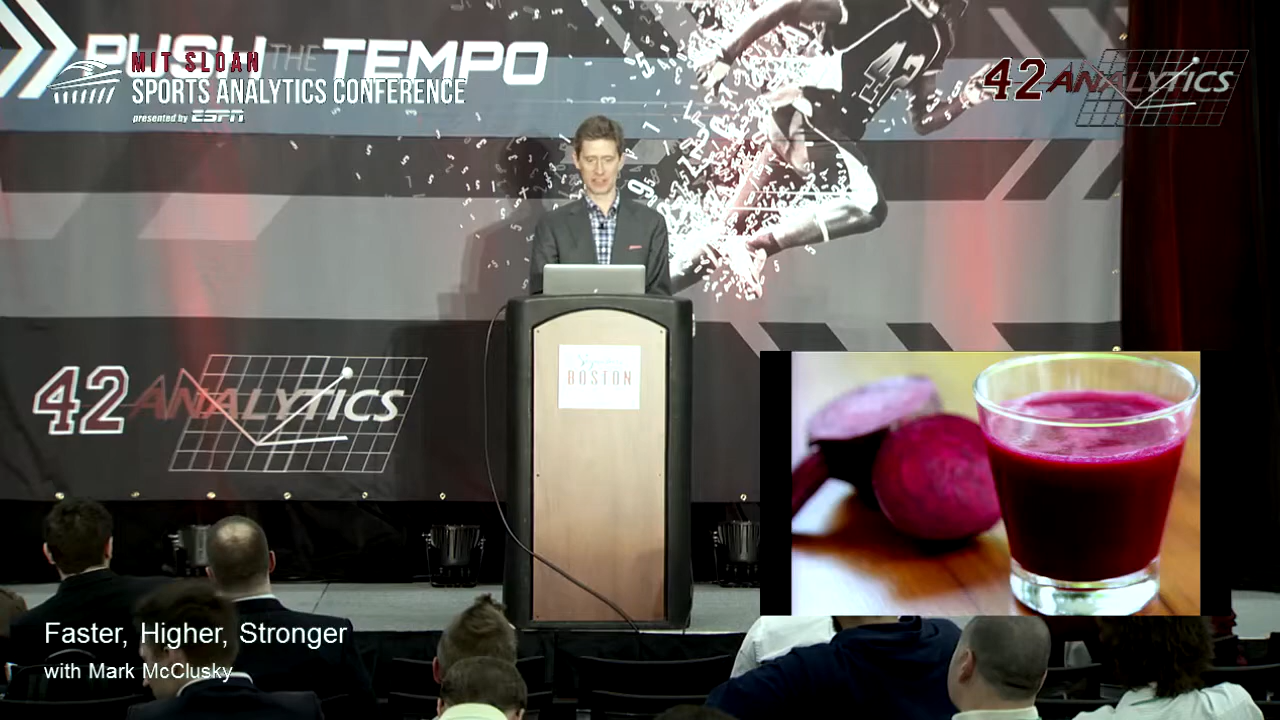 PUSH THE TEMPO
MIT SLOAN
SPORTS ANALYTICS CONFERENCE
presented by ESPN
42 ANALYTICS
42
42 ANALYTICS
BOSTON
Faster, Higher, Stronger
with Mark McClusky